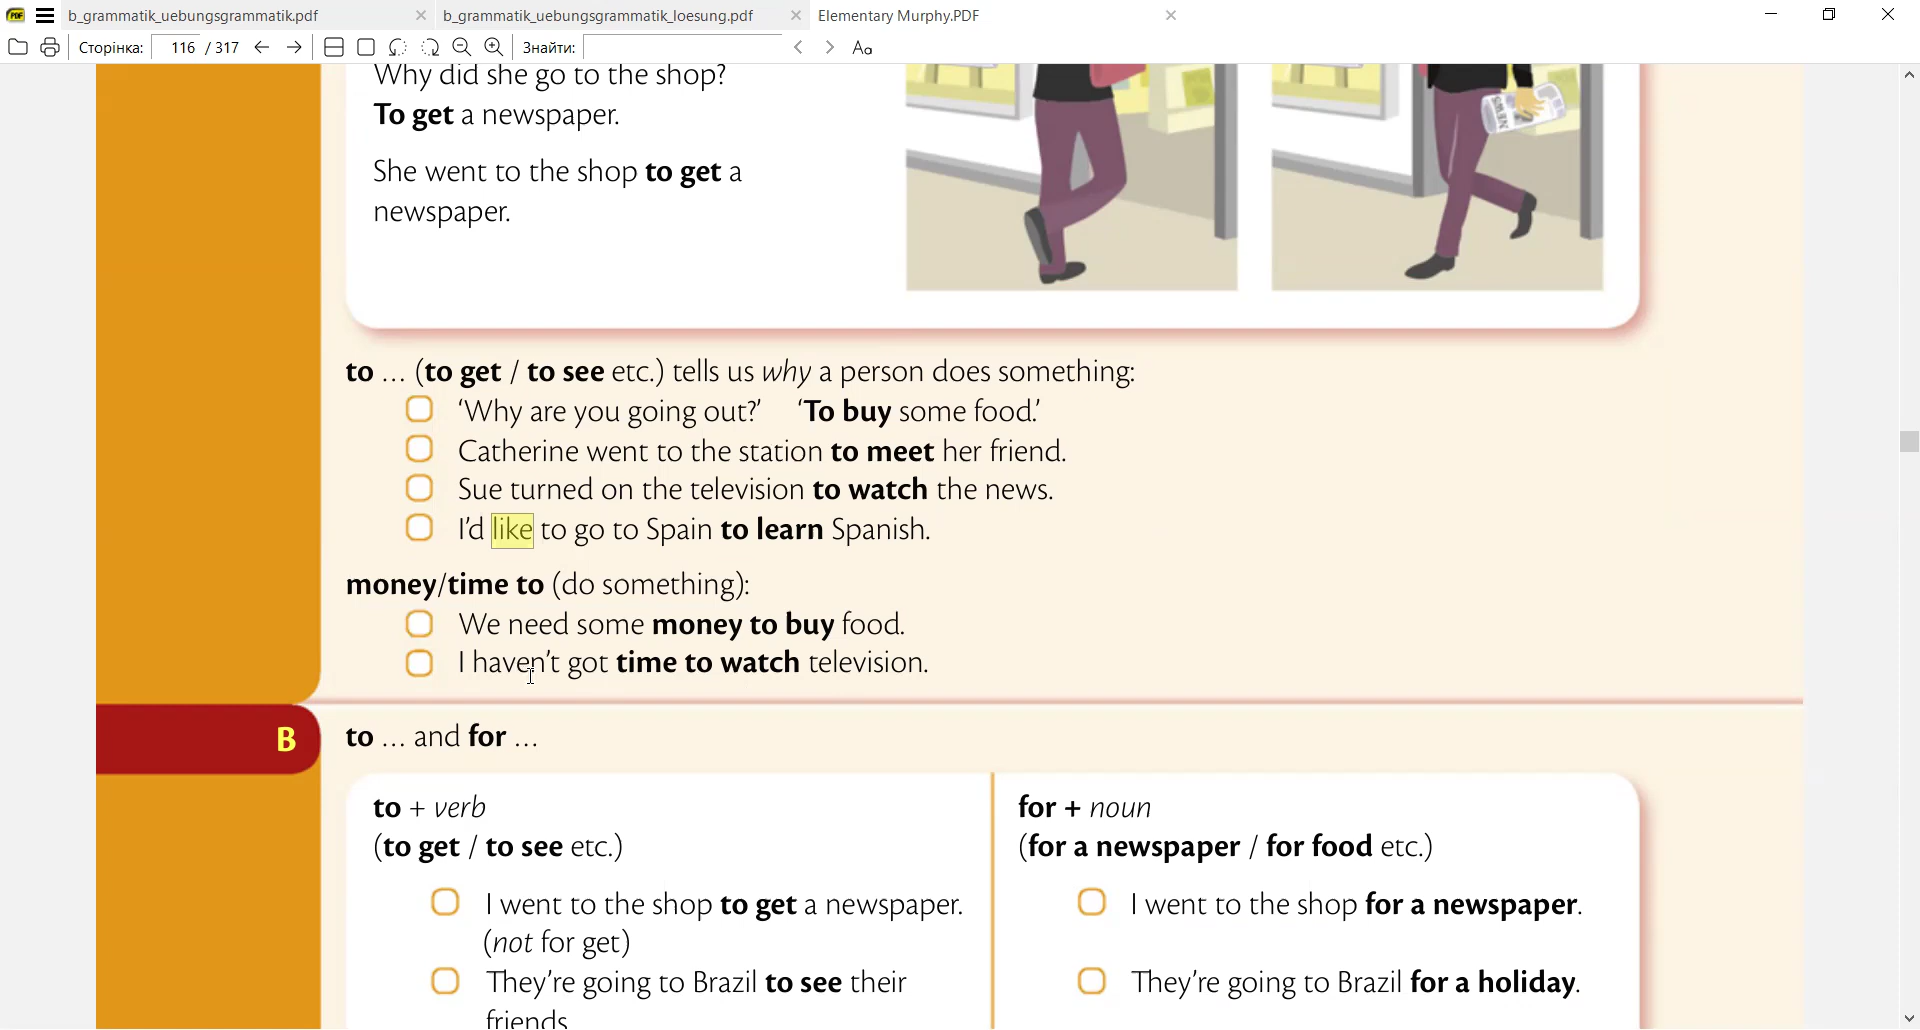 b_grammatik_uebungsgrammatik.pdf
b_grammatik_uebungsgrammatik_loesung.pdf
Elementary Murphy.PDF
Сторінка: 116 / 317
Знайти:
Why did she go to the shop?
To get a newspaper.
She went to the shop to get a
newspaper.
NEWS
to ... (to get / to see etc.) tells us why a person does something:
‘Why are you going out?’ ‘To buy some food.’
Catherine went to the station to meet her friend.
Sue turned on the television to watch the news.
I’d like to go to Spain to learn Spanish.
money/time to (do something):
We need some money to buy food.
I haven’t got time to watch television.
B
to ... and for ...
to + verb
(to get / to see etc.)
I went to the shop to get a newspaper.
(not for get)
They’re going to Brazil to see their
friends
for + noun
(for a newspaper / for food etc.)
I went to the shop for a newspaper.
They’re going to Brazil for a holiday.